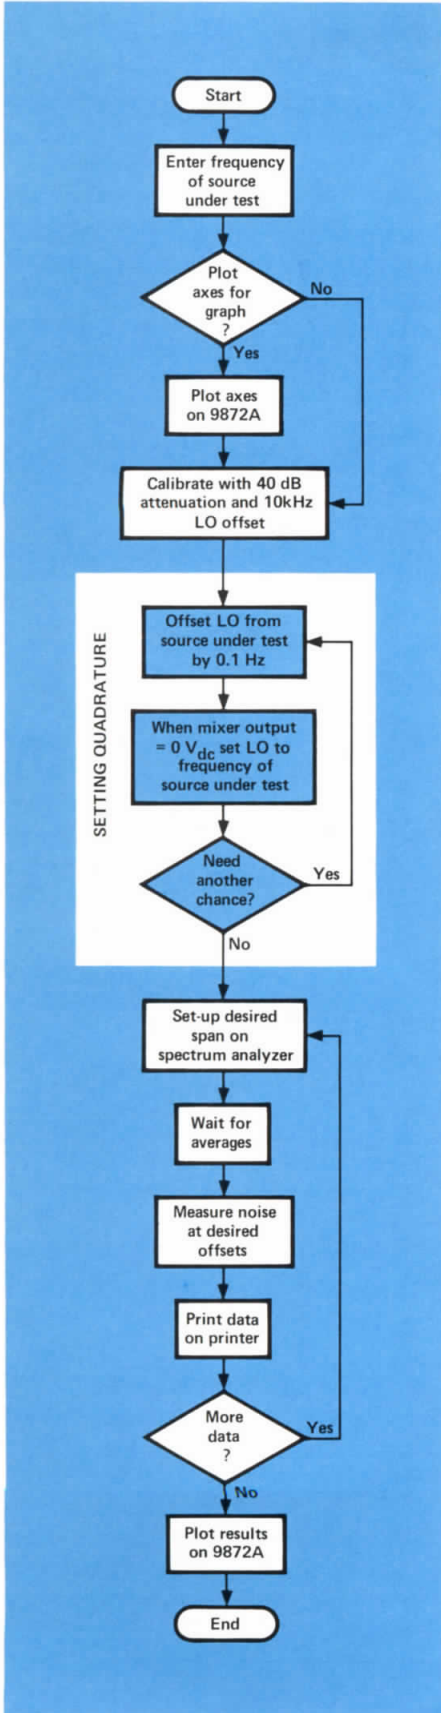 Start
Enter frequency
of source
under test
Plot
axes for
graph
?
No
Yes
Plot axes
on 9872A
Calibrate with 40 dB
attenuation and 10kHz
LO offset
SETTING QUADRATURE
Offset LO from
source under test
by 0.1 Hz
When mixer output
= 0 Vdc set LO to
frequency of
source under test
Need
another
chance?
Yes
No
Set-up desired
span on
spectrum analyzer
Wait for
averages
Measure noise
at desired
offsets
Print data
on printer
More
data
?
Yes
No
Plot results
on 9872A
End